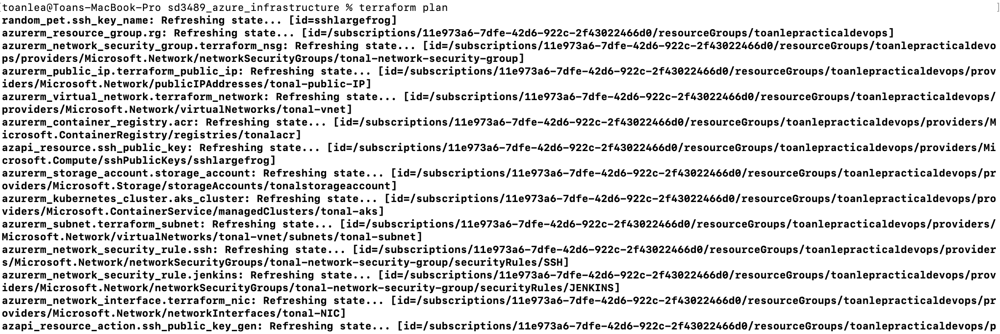 toanlea@Toans-MacBook-Pro sd3489_azure_infrastructure % terraform plan
random_pet.ssh_key_name: Refreshing state... [id=sshlargefrog]
azurerm_resource_group.rg: Refreshing state... [id=/subscriptions/11e973a6-7dfe-42d6-922c-2f43022466d0/resourceGroups/toanlepracticaldevops]
azurerm_network_security_group.terraform_nsg: Refreshing state... [id=/subscriptions/11e973a6-7dfe-42d6-922c-2f43022466d0/resourceGroups/toanlepracticaldevo
ps/providers/Microsoft.Network/networkSecurityGroups/tonal-network-security-group]
azurerm_public_ip.terraform_public_ip: Refreshing state... [id=/subscriptions/11e973a6-7dfe-42d6-922c-2f43022466d0/resourceGroups/toanlepracticaldevops/prov
iders/Microsoft.Network/publicIPAddresses/tonal-public-IP]
azurerm_virtual_network.terraform_network: Refreshing state... [id=/subscriptions/11e973a6-7dfe-42d6-922c-2f43022466d0/resourceGroups/toanlepracticaldevops/
providers/Microsoft.Network/virtualNetworks/tonal-vnet]
azurerm_container_registry.acr: Refreshing state... [id=/subscriptions/11e973a6-7dfe-42d6-922c-2f43022466d0/resourceGroups/toanlepracticaldevops/providers/M
icrosoft.ContainerRegistry/registries/tonalacr]
azapi_resource.ssh_public_key: Refreshing state... [id=/subscriptions/11e973a6-7dfe-42d6-922c-2f43022466d0/resourceGroups/toanlepracticaldevops/providers/Mi
crosoft.Compute/sshPublicKeys/sshlargefrog]
azurerm_storage_account.storage_account: Refreshing state... [id=/subscriptions/11e973a6-7dfe-42d6-922c-2f43022466d0/resourceGroups/toanlepracticaldevops/pr
oviders/Microsoft.Storage/storageAccounts/tonalstorageaccount]
azurerm_kubernetes_cluster.aks_cluster: Refreshing state... [id=/subscriptions/11e973a6-7dfe-42d6-922c-2f43022466d0/resourceGroups/toanlepracticaldevops/pro
viders/Microsoft.ContainerService/managedClusters/tonal-aks]
azurerm_subnet.terraform_subnet: Refreshing state... [id=/subscriptions/11e973a6-7dfe-42d6-922c-2f43022466d0/resourceGroups/toanlepracticaldevops/providers/
Microsoft.Network/virtualNetworks/tonal-vnet/subnets/tonal-subnet]
azurerm_network_security_rule.ssh: Refreshing state... [id=/subscriptions/11e973a6-7dfe-42d6-922c-2f43022466d0/resourceGroups/toanlepracticaldevops/provider
s/Microsoft.Network/networkSecurityGroups/tonal-network-security-group/securityRules/SSH]
azurerm_network_security_rule.jenkins: Refreshing state... [id=/subscriptions/11e973a6-7dfe-42d6-922c-2f43022466d0/resourceGroups/toanlepracticaldevops/prov
iders/Microsoft.Network/networkSecurityGroups/tonal-network-security-group/securityRules/JENKINS]
azurerm_network_interface.terraform_nic: Refreshing state... [id=/subscriptions/11e973a6-7dfe-42d6-922c-2f43022466d0/resourceGroups/toanlepracticaldevops/pr
oviders/Microsoft.Network/networkInterfaces/tonal-NIC]
azapi_resource_action.ssh_public_key_gen: Refreshing state... [id=/subscriptions/11e973a6-7dfe-42d6-922c-2f43022466d0/resourceGroups/toanlepracticaldevops/p